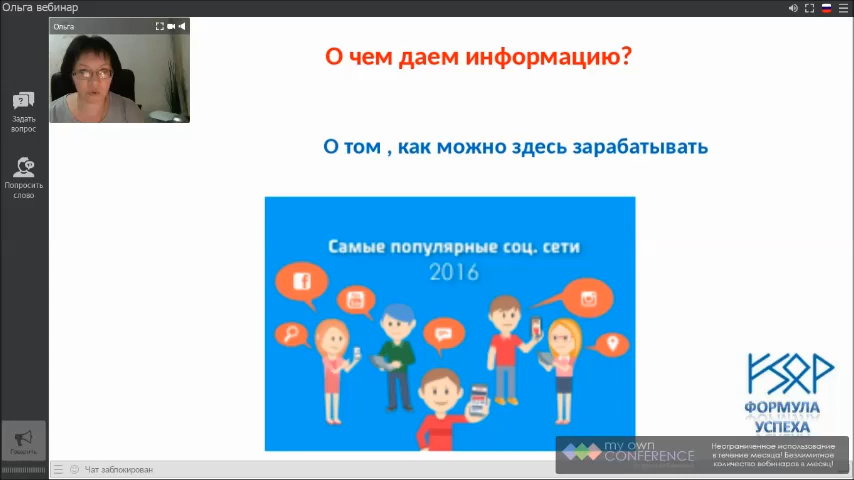 Ольга вебинар
Ольга
О чем даем информацию?
О том , как можно здесь зарабатывать
Самые популярные соц. сети
2016
Задать
вопрос
Попросить
слово
Говорить
ФОРМУЛА
УСПЕХА
my own
CONFERENCE
Неограниченное использование
в течение месяца! Безлимитное
количество вебинаров в месяц!
Чат заблокирован